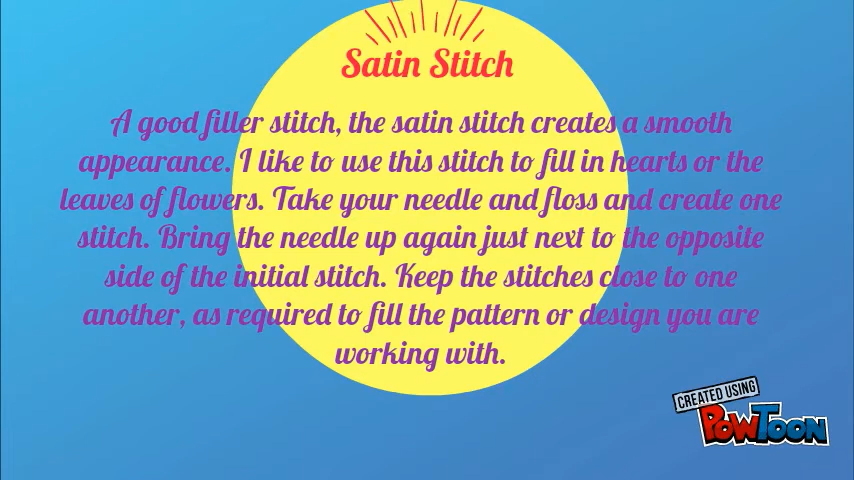 Satin Stitch
A good filler stitch, the satin stitch creates a smooth
appearance. I like to use this stitch to fill in hearts or the
leaves of flowers. Take your needle and floss and create one
stitch. Bring the needle up again just next to the opposite
side of the initial stitch. Keep the stitches close to one
another, as required to fill the pattern or design you are
working with.
CREATED USING
POWTOON